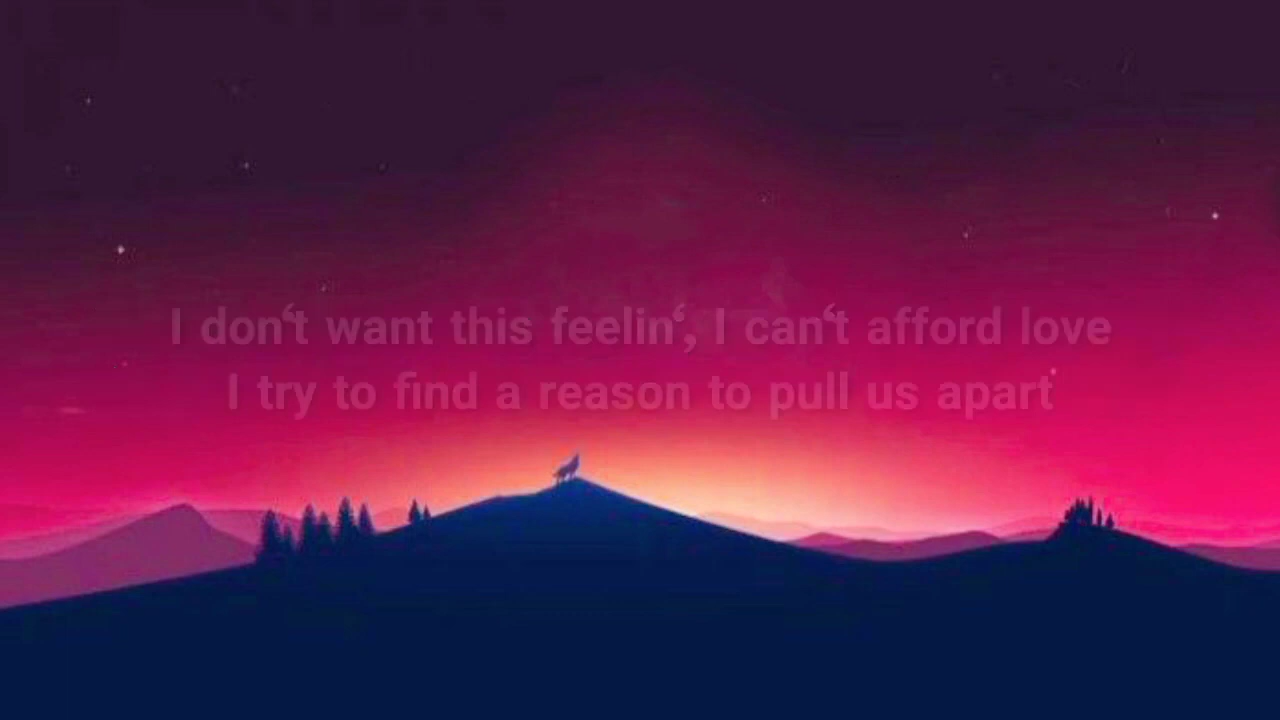 I don‘t want this feelin‘, I can‘t afford love
I try to find a reason to pull us apart